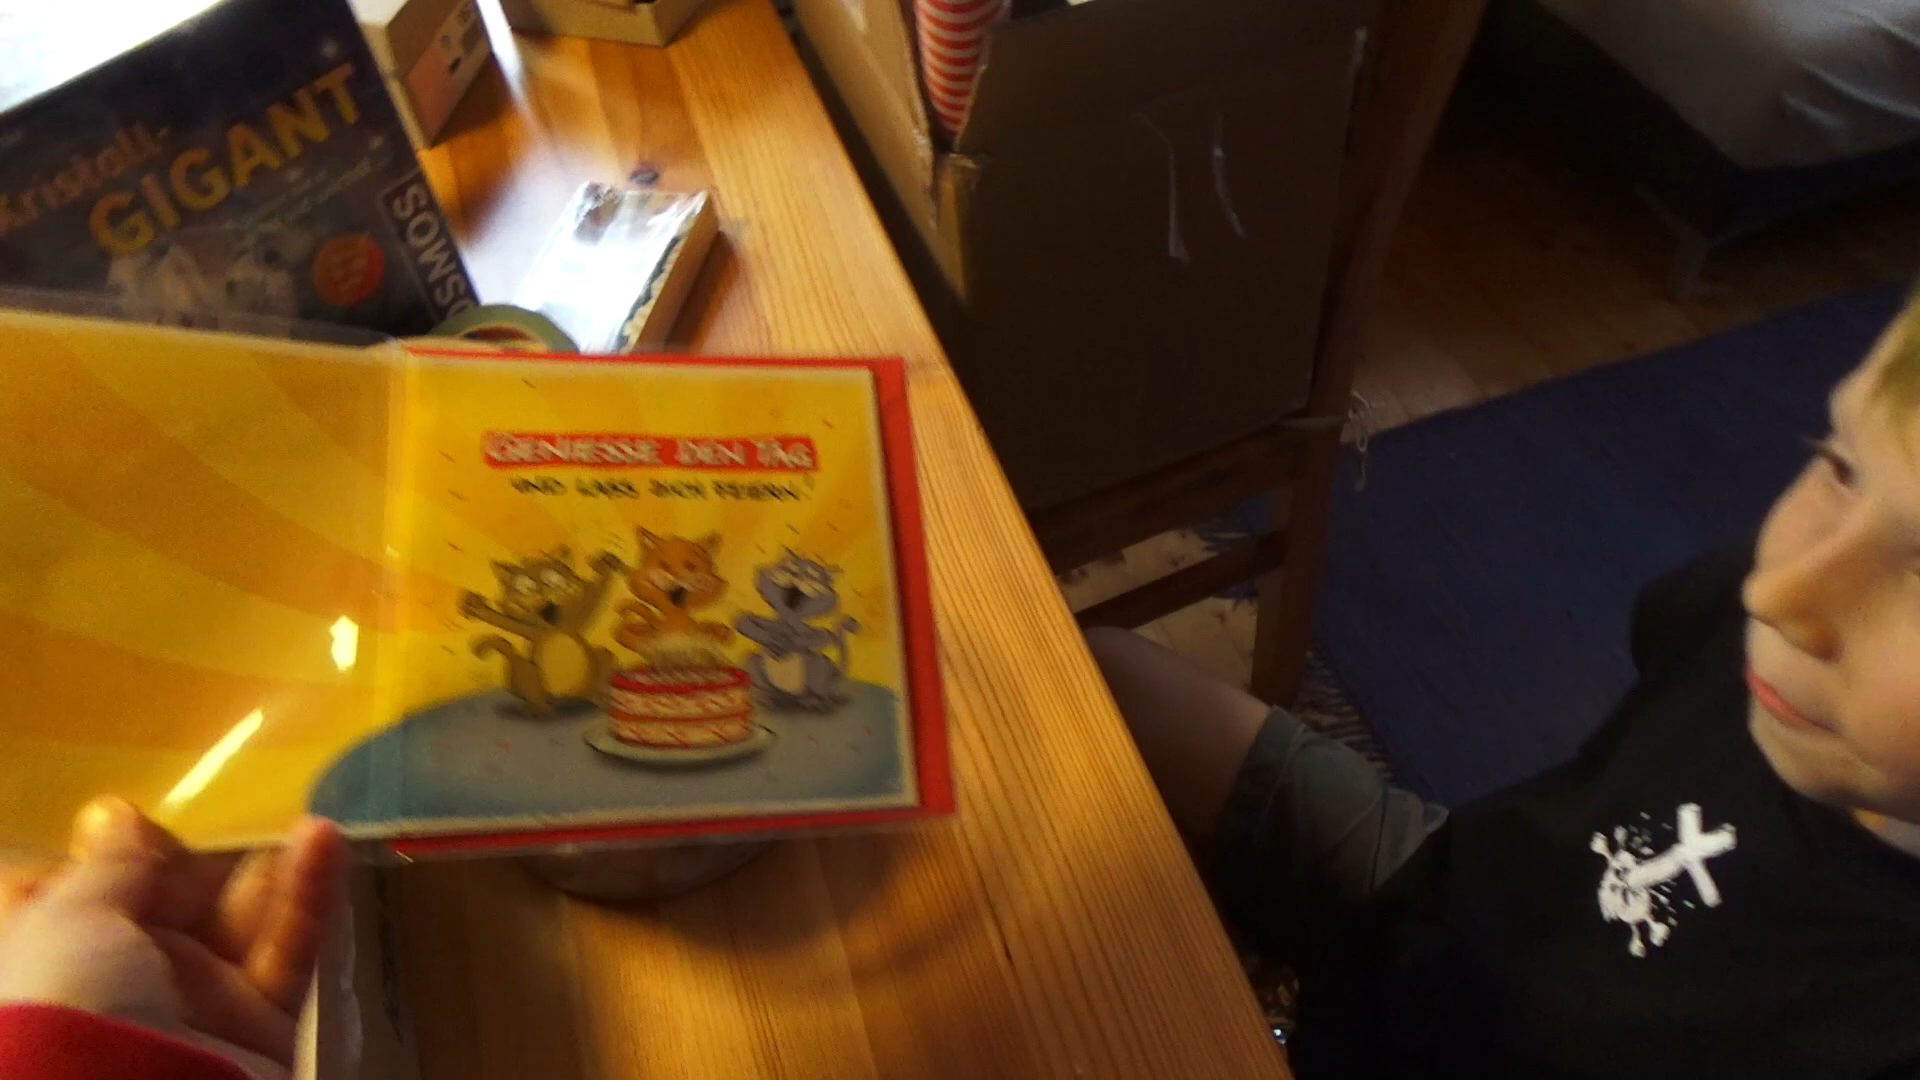 Kristall-
GIGANT
KOSMOS
GENIESSE DEN TAG
UND LASS DICH FEIERN!